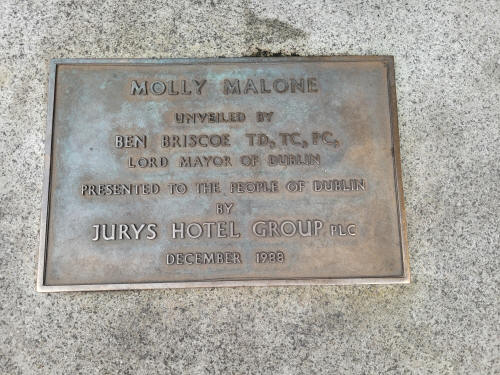 MOLLY MALONE
UNVEILED BY
BEN BRISCOE TD, TC, PC,
LORD MAYOR OF DUBLIN
PRESENTED TO THE PEOPLE OF DUBLIN
BY
JURYS HOTEL GROUP PLC
DECEMBER 1988